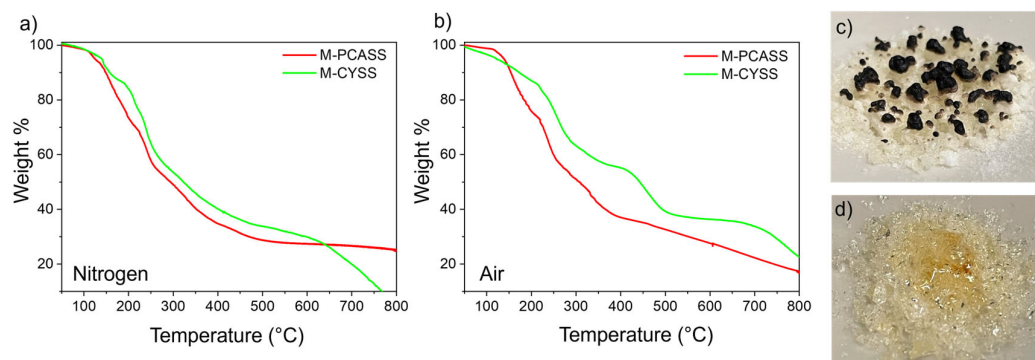 a)
100
80
60
40
20
Weight %
M-PCASS
M-CYSS
Nitrogen
100 200 300 400 500 600 700 800
Temperature (°C)
b)
100
80
60
40
20
Weight %
M-PCASS
M-CYSS
Air
100 200 300 400 500 600 700 800
Temperature (°C)
c)
d)